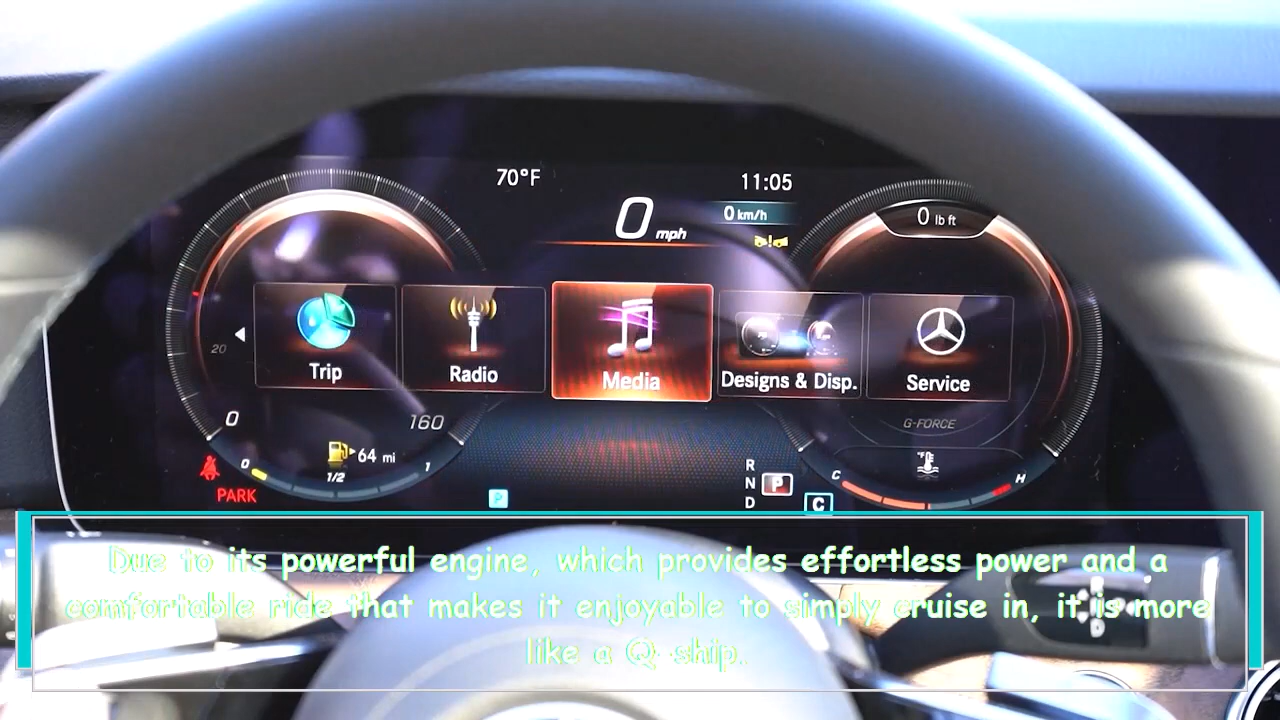 70°F
11:05
0 mph
0 km/h
0 lb ft
Trip
Radio
Media
Designs & Disp.
Service
20
0
160
G-FORCE
64 mi
0
1/2
1
PARK
P
R
N
P
D
C
C
H
Due to its powerful engine, which provides effortless power and a
comfortable ride that makes it enjoyable to simply cruise in, it is more
like a Q-ship.